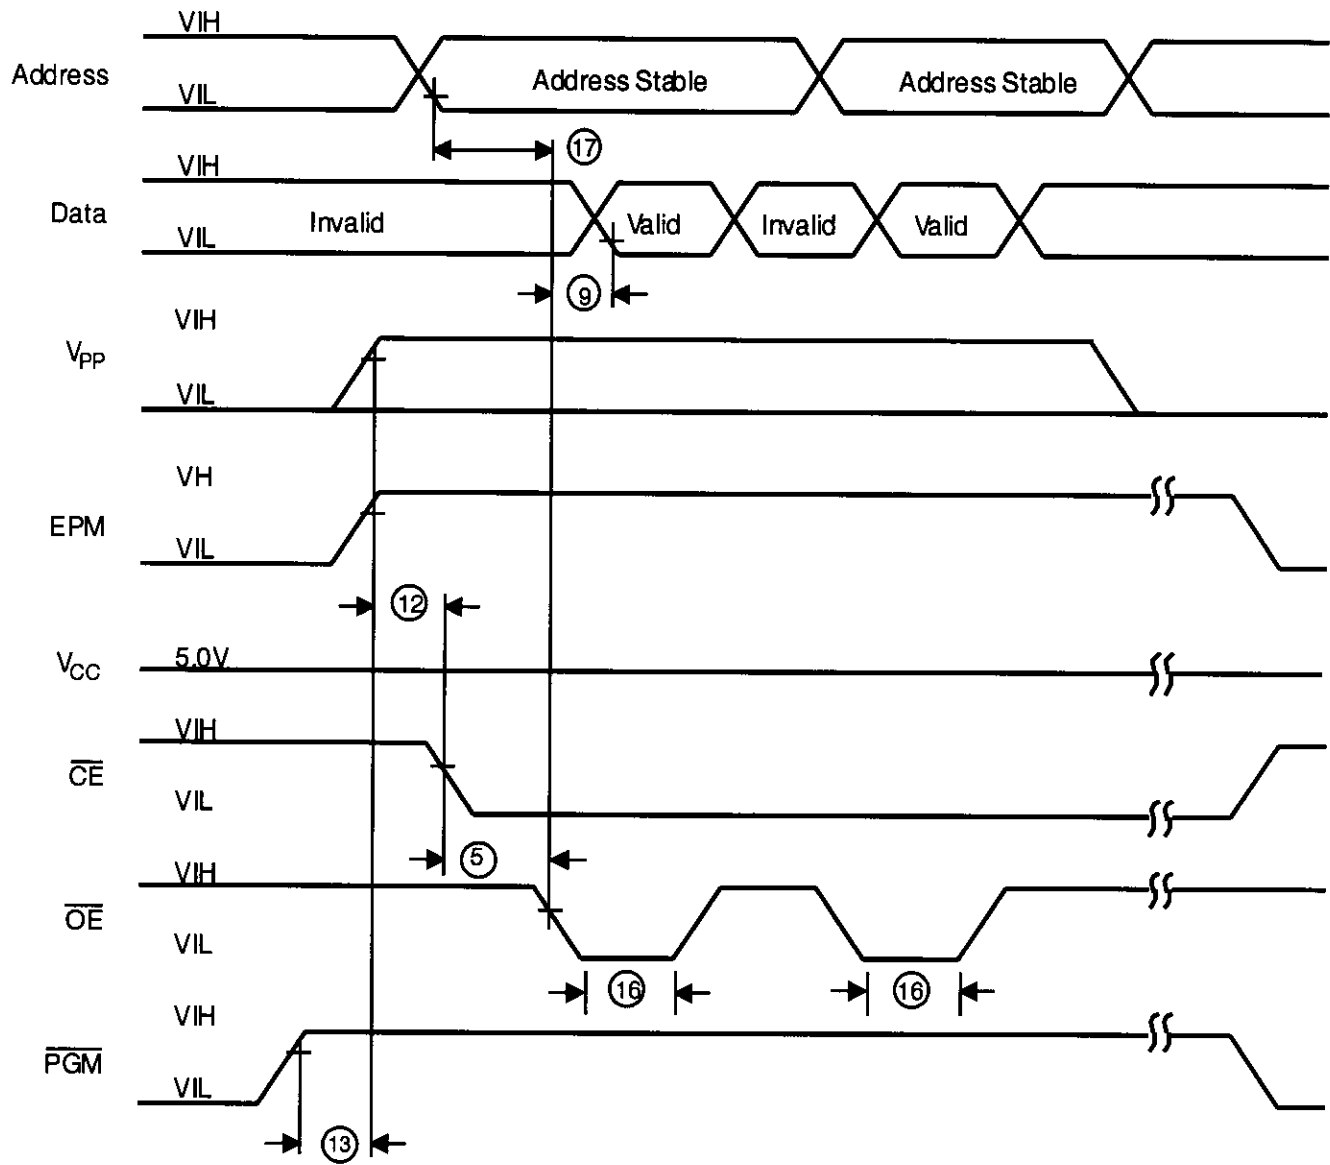 VIH
Address
VIL
Address Stable
Address Stable
17
VIH
Data
Invalid
VIL
Valid
Invalid
Valid
9
VIH
VPP
VIL
VH
EPM
VIL
12
VCC
5.0V
VIH
CE
VIL
5
VIH
OE
VIL
16
16
VIH
PGM
VIL
13